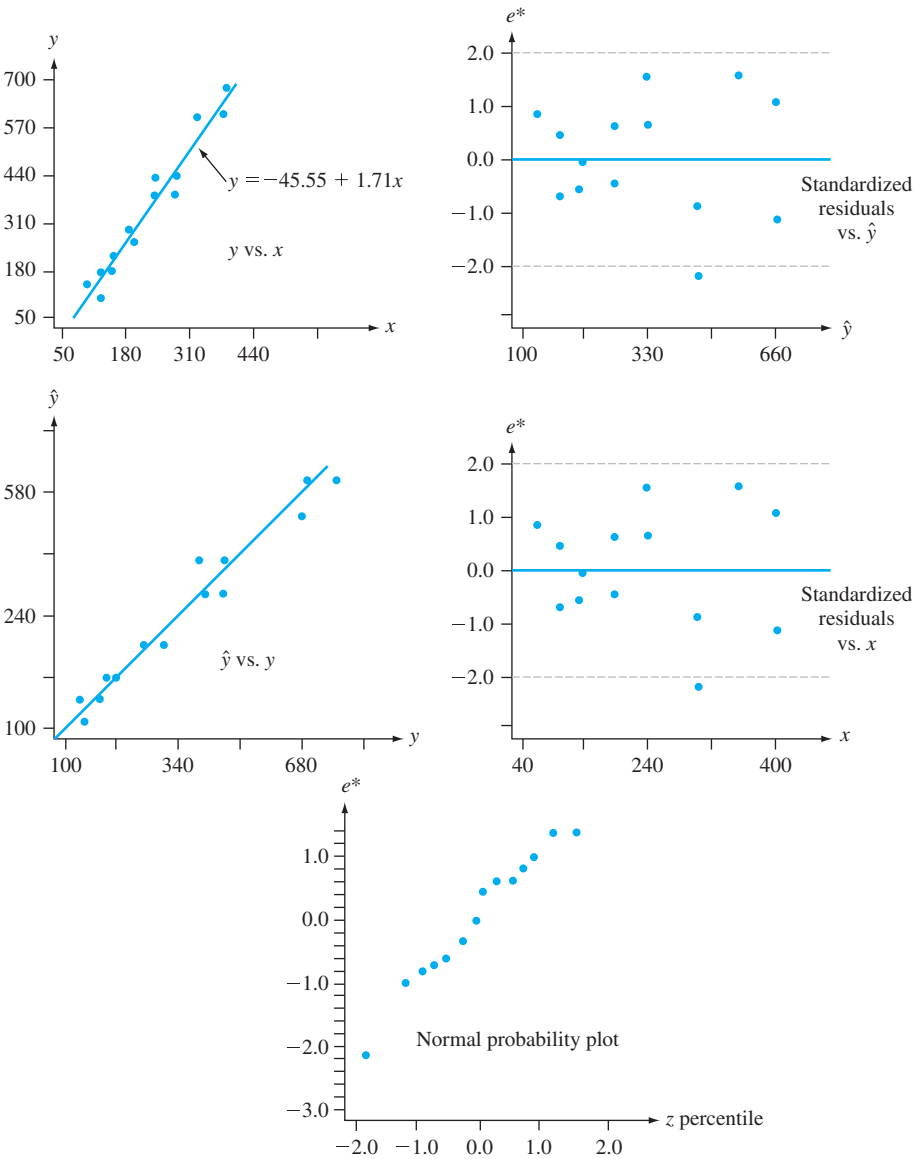 y
700
570
440
310
180
50
y = −45.55 + 1.71x
y vs. x
50 180 310 440
x
e*
2.0
1.0
0.0
−1.0
−2.0
Standardized
residuals
vs. ŷ
100 330 660
ŷ
ŷ
580
240
100
ŷ vs. y
100 340 680
y
e*
2.0
1.0
0.0
−1.0
−2.0
Standardized
residuals
vs. x
40 240 400
x
e*
1.0
0.0
−1.0
−2.0
−3.0
Normal probability plot
z percentile
−2.0 −1.0 0.0 1.0 2.0